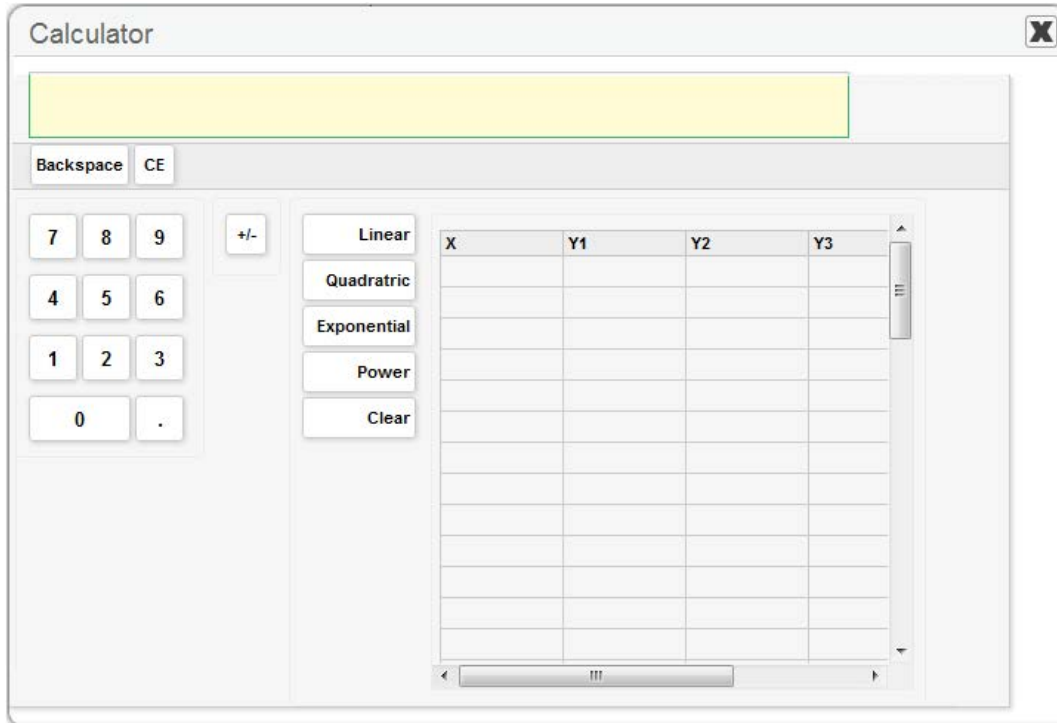 Calculator X
Backspace CE
7 8 9 +/- Linear X Y1 Y2 Y3
Quadratric
4 5 6
Exponential
1 2 3
Power
0 . Clear